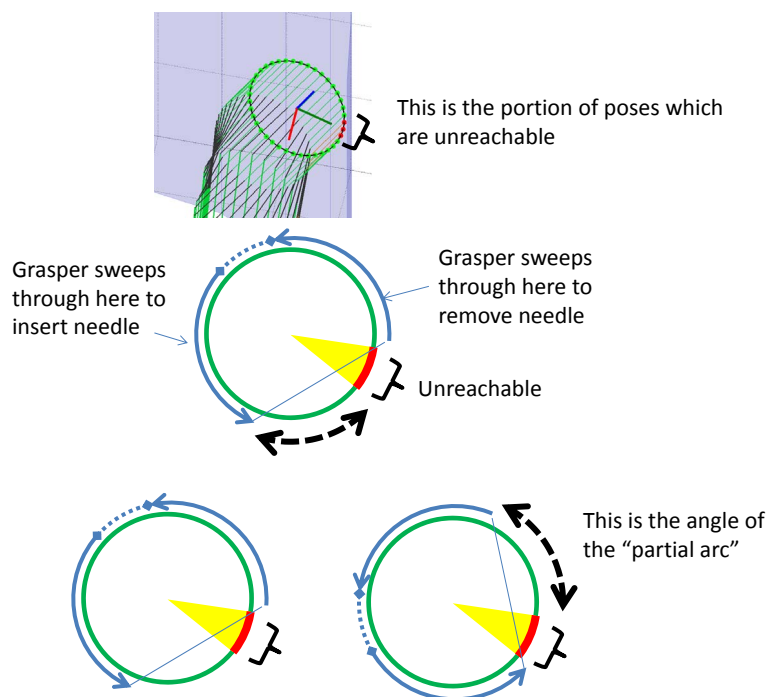 This is the portion of poses which
are unreachable
Grasper sweeps
through here to
insert needle
Grasper sweeps
through here to
remove needle
Unreachable
This is the angle of
the “partial arc”